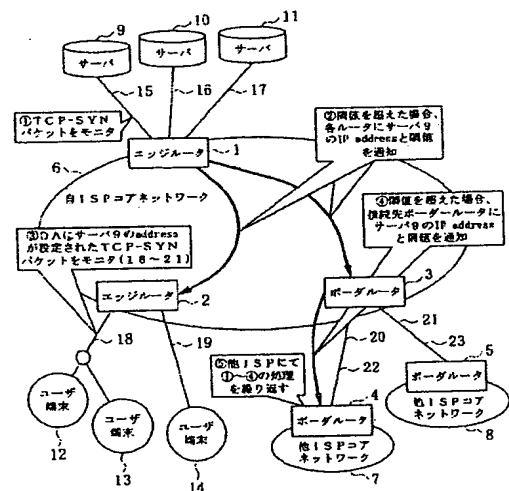 9
10
11
サーバ
サーバ
サーバ
15
16
17
①TCP-SYN
パケットをモニタ
②閾値を超えた場合、
各ルータにサーバ9
のIP addressと閾値
を通知
エッジルータ
1
6
自ISPコアネットワーク
③DAにサーバ9のaddress
が設定されたTCP-SYN
パケットをモニタ(18~21)
④閾値を超えた場合、
接続先ボーダールータに
サーバ9のIP address
と閾値を通知
エッジルータ
2
ボーダルータ
3
18
19
20
21
22
23
⑤他ISPにて
①~④の処理を
繰り返す
5
ボーダルータ
他ISPコア
ネットワーク
8
4
ボーダルータ
他ISPコア
ネットワーク
7
ユーザ
端末
12
ユーザ
端末
13
ユーザ
端末
14